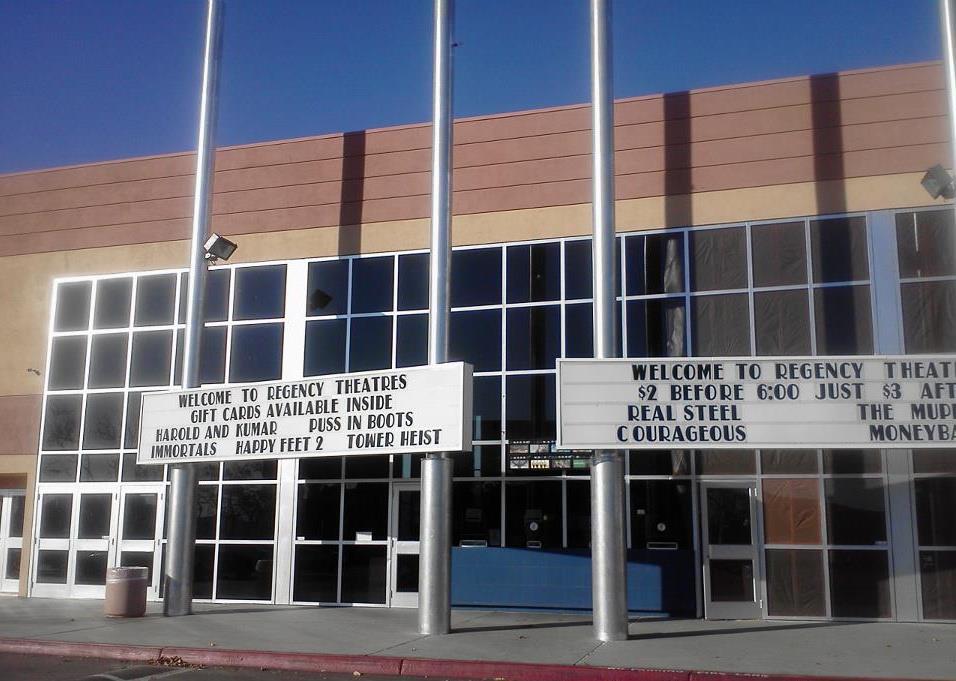 WELCOME TO REGENCY THEATRES
GIFT CARDS AVAILABLE INSIDE
HAROLD AND KUMAR PUSS IN BOOTS
IMMORTALS HAPPY FEET 2 TOWER HEIST
WELCOME TO REGENCY THEAT
$2 BEFORE 6:00 JUST $3 AFT
REAL STEEL THE MUP
COURAGEOUS MONEYBA